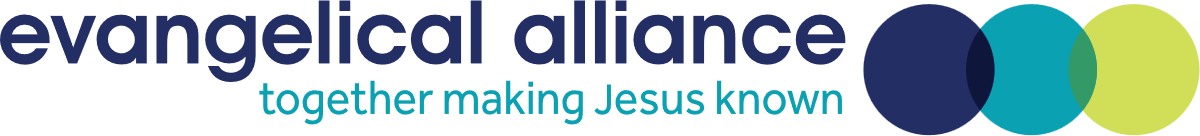 evangelical alliance
together making Jesus known